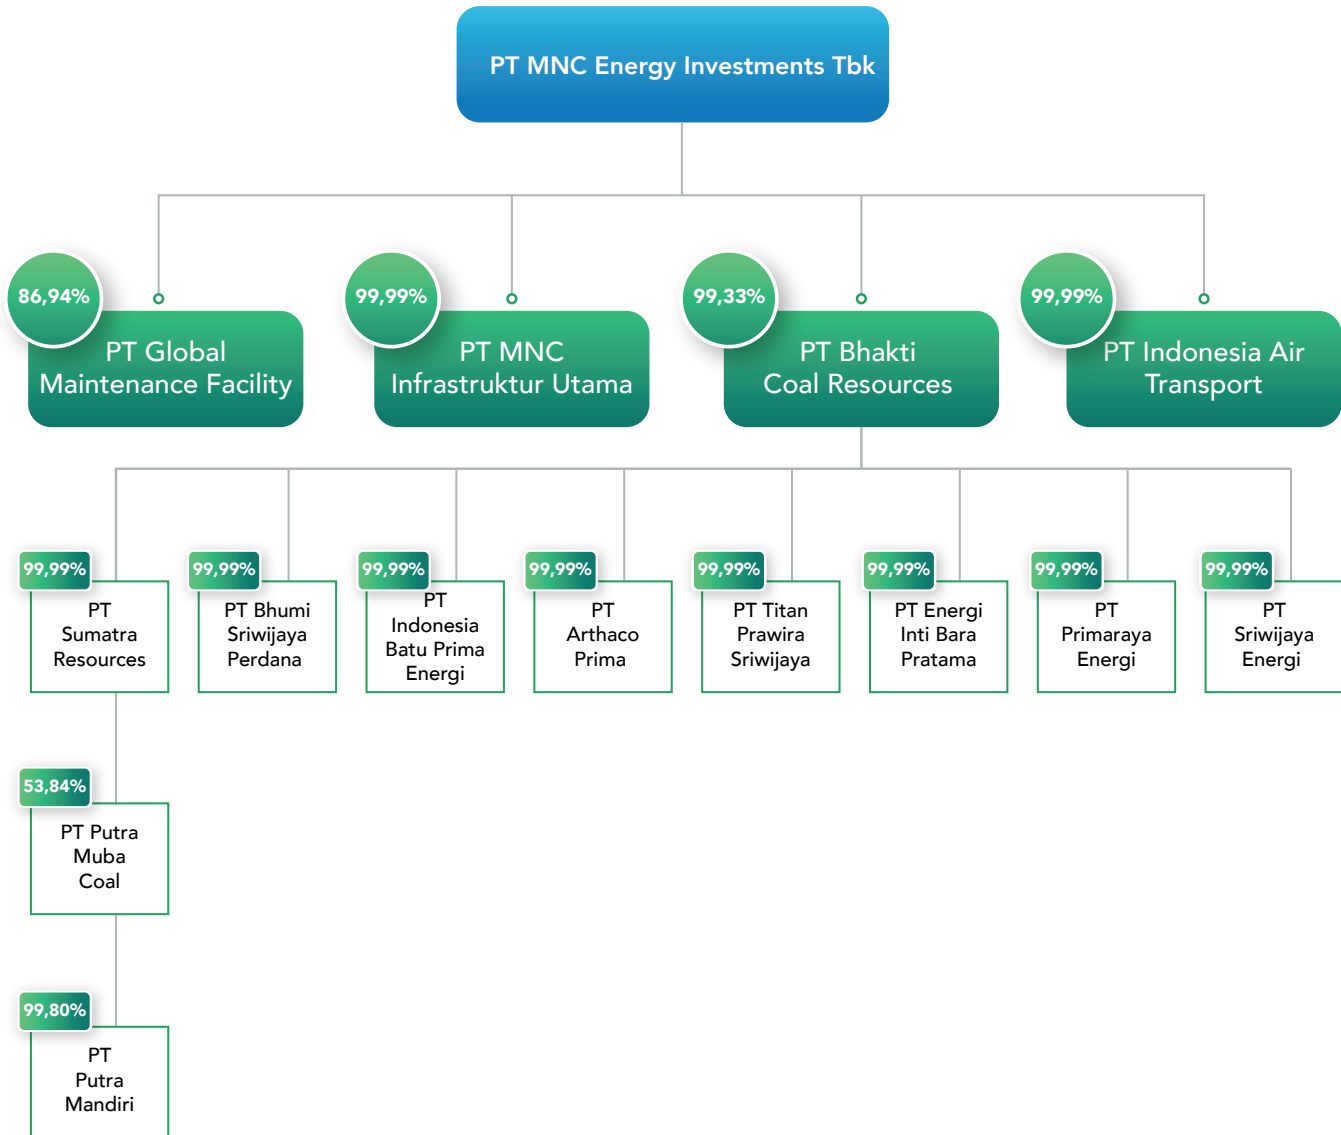 PT MNC Energy Investments Tbk
86,94%
PT Global
Maintenance Facility
99,99%
PT MNC
Infrastruktur Utama
99,33%
PT Bhakti
Coal Resources
99,99%
PT Indonesia Air
Transport
99,99%
PT
Sumatra
Resources
99,99%
PT Bhumi
Sriwijaya
Perdana
99,99%
PT
Indonesia
Batu Prima
Energi
99,99%
PT
Arthaco
Prima
99,99%
PT Titan
Prawira
Sriwijaya
99,99%
PT Energi
Inti Bara
Pratama
99,99%
PT
Primaraya
Energi
99,99%
PT
Sriwijaya
Energi
53,84%
PT Putra
Muba
Coal
99,80%
PT
Putra
Mandiri